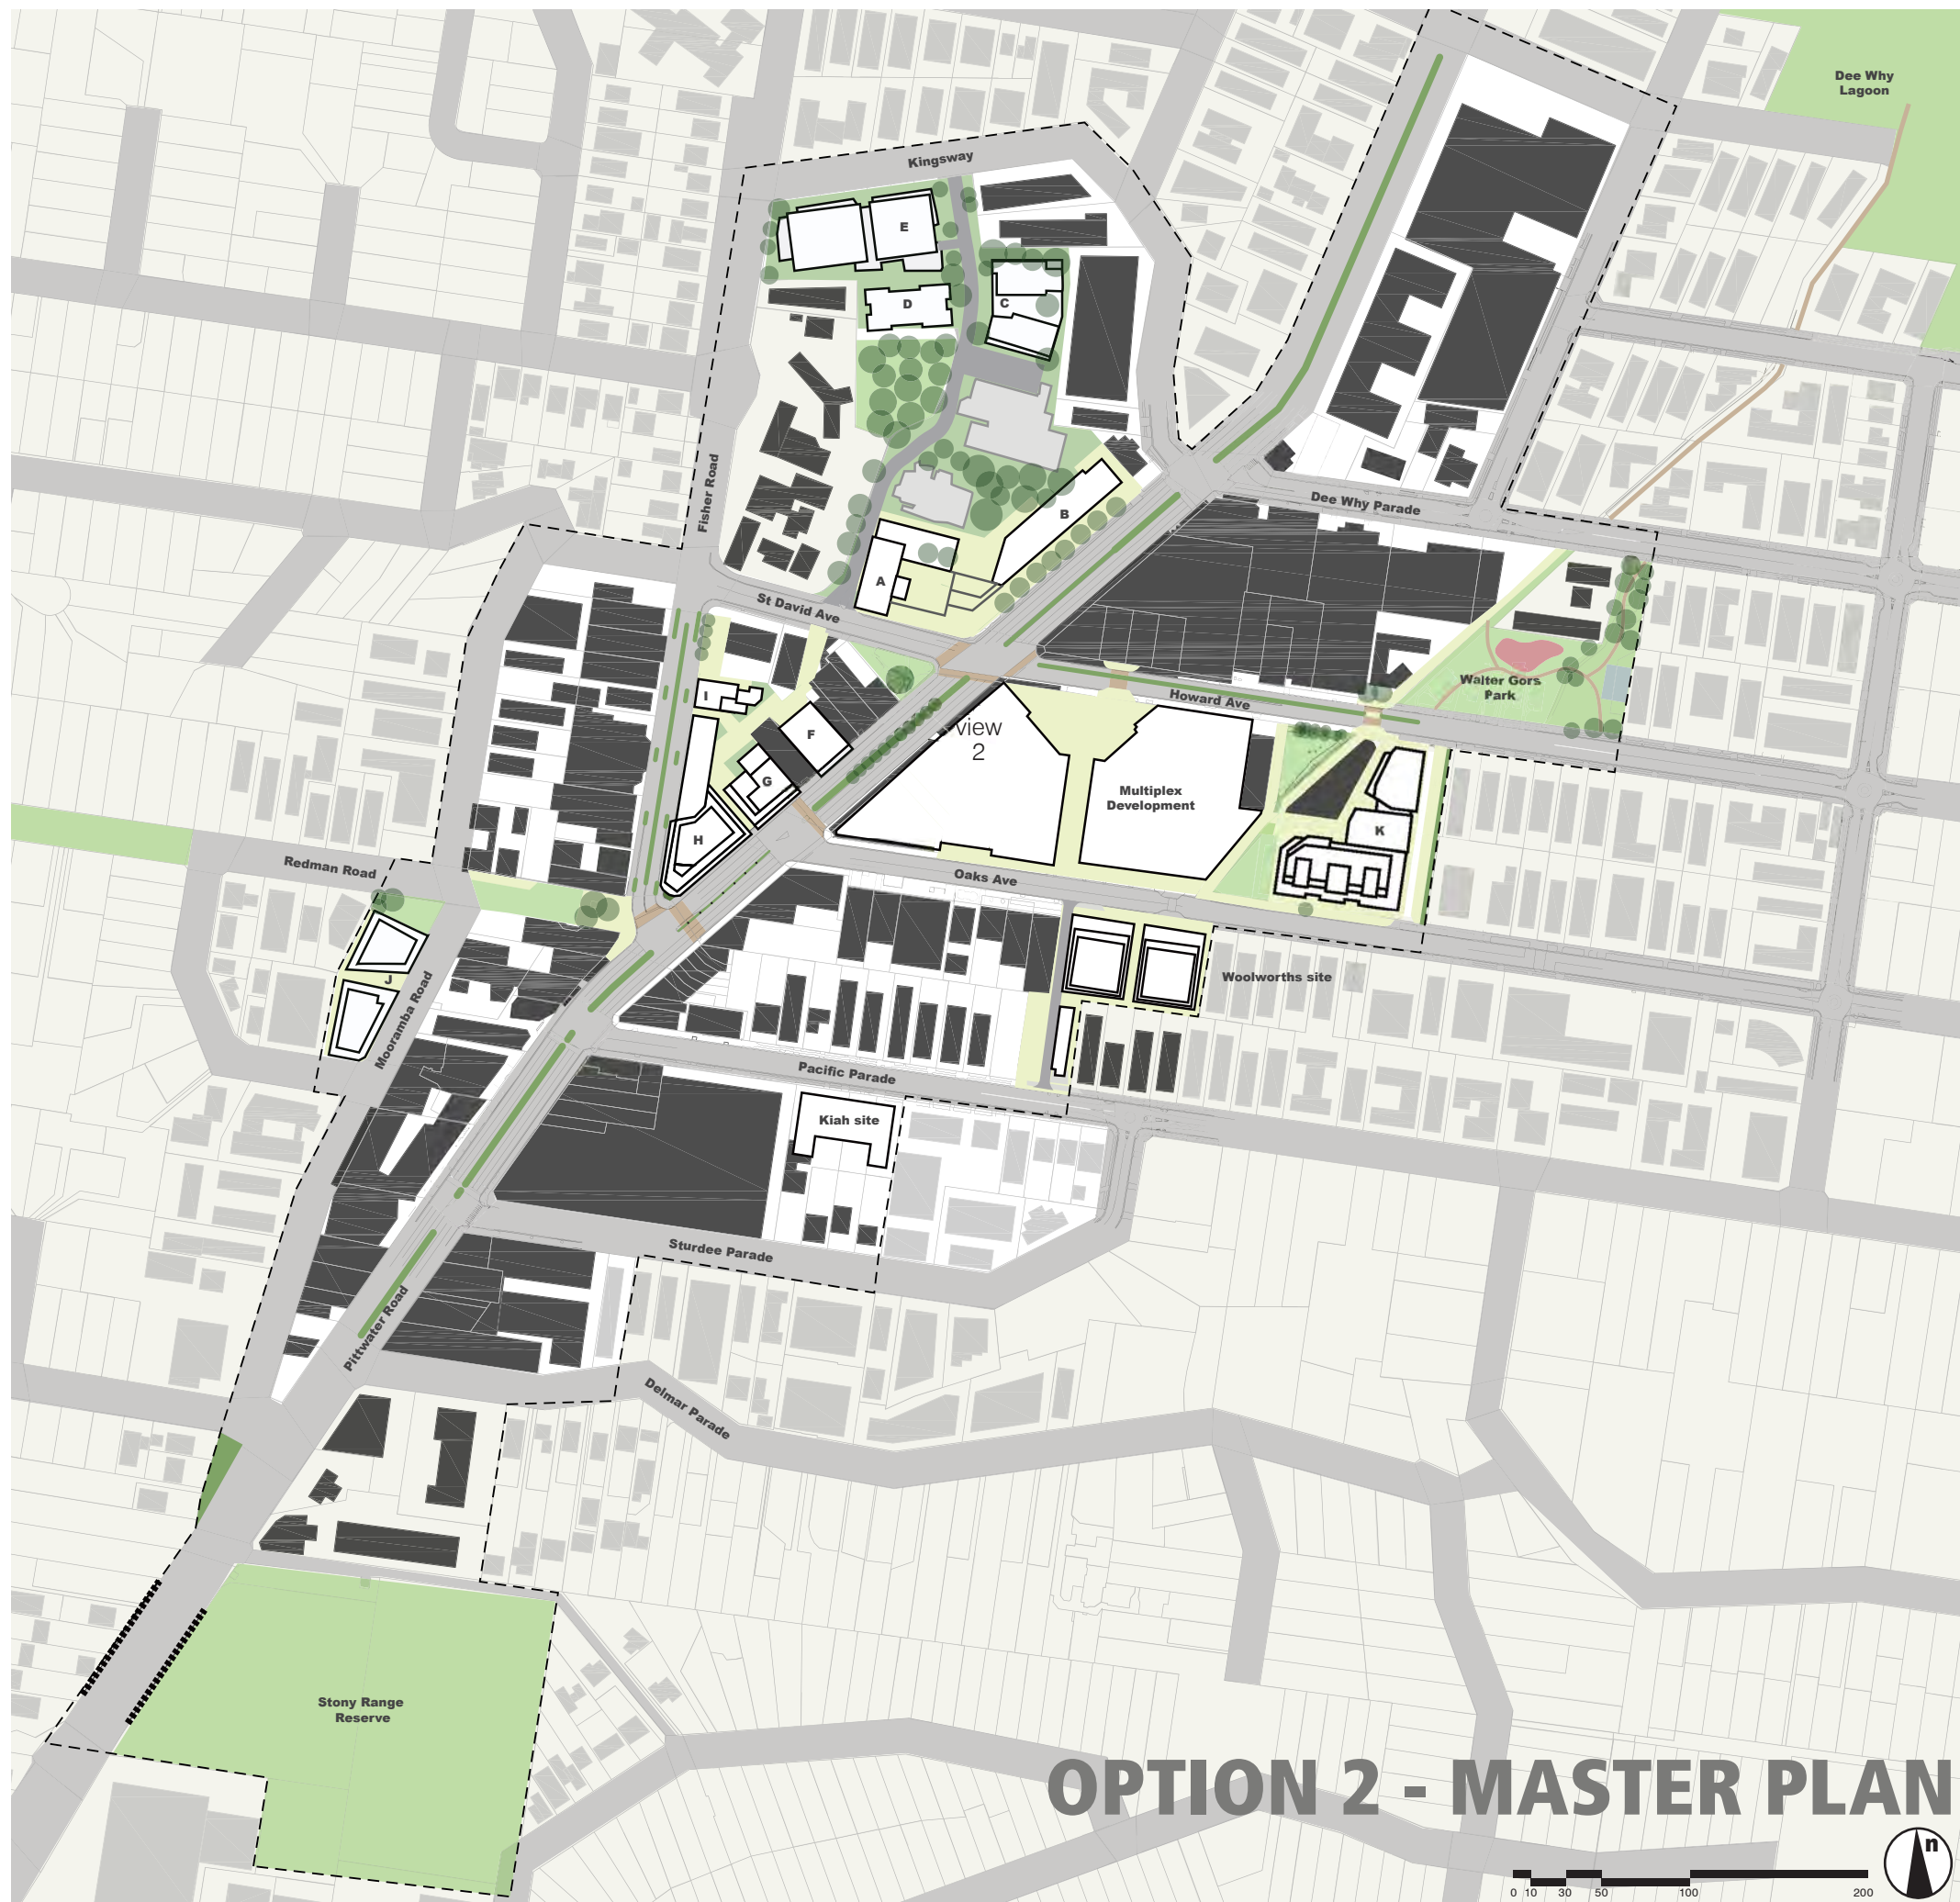 Dee Why
Lagoon
Kingsway
E
D
C
Fisher Road
B
Dee Why Parade
A
St David Ave
I
Walter Gors
Park
Howard Ave
view
2
F
G
Multiplex
Development
H
K
Redman Road
Oaks Ave
J
Woolworths site
Mooramba Road
Pacific Parade
Kiah site
Sturdee Parade
Pittwater Road
Delmar Parade
Stony Range
Reserve
OPTION 2 - MASTER PLAN
n
0 10 30 50 100 200